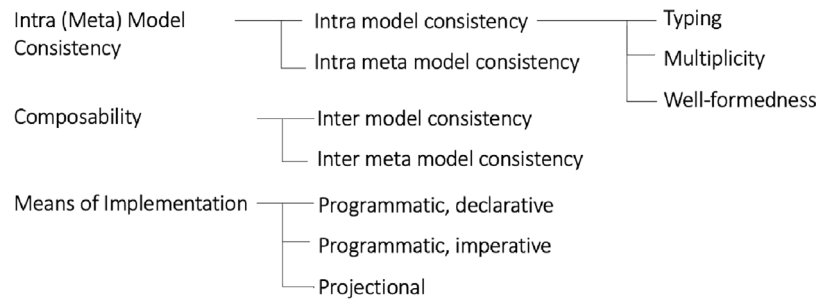 Intra (Meta) Model
Consistency
Intra model consistency
Typing
Multiplicity
Well-formedness
Intra meta model consistency
Composability
Inter model consistency
Inter meta model consistency
Means of Implementation
Programmatic, declarative
Programmatic, imperative
Projectional